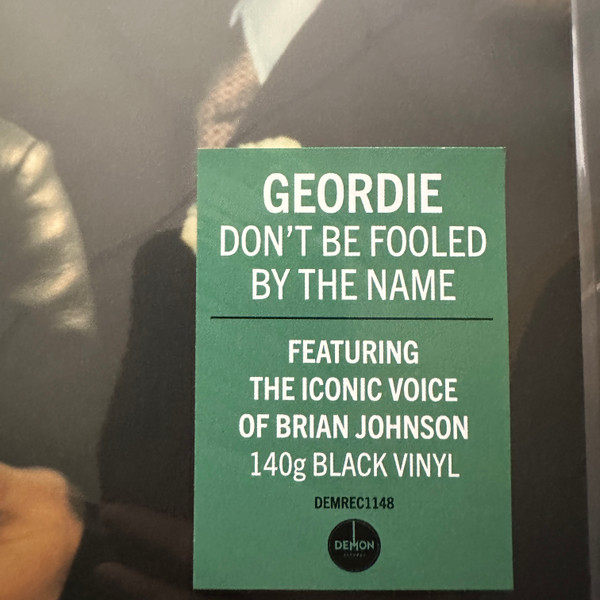 GEORDIE
DON'T BE FOOLED
BY THE NAME
FEATURING
THE ICONIC VOICE
OF BRIAN JOHNSON
140g BLACK VINYL
DEMREC1148
DEMON
RECORDS